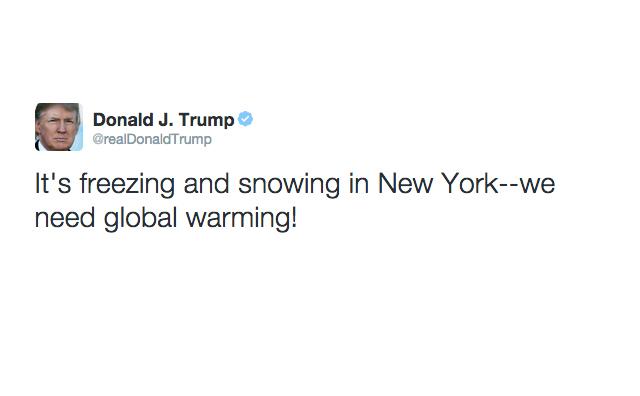 Donald J. Trump
@realDonaldTrump
It's freezing and snowing in New York--we
need global warming!